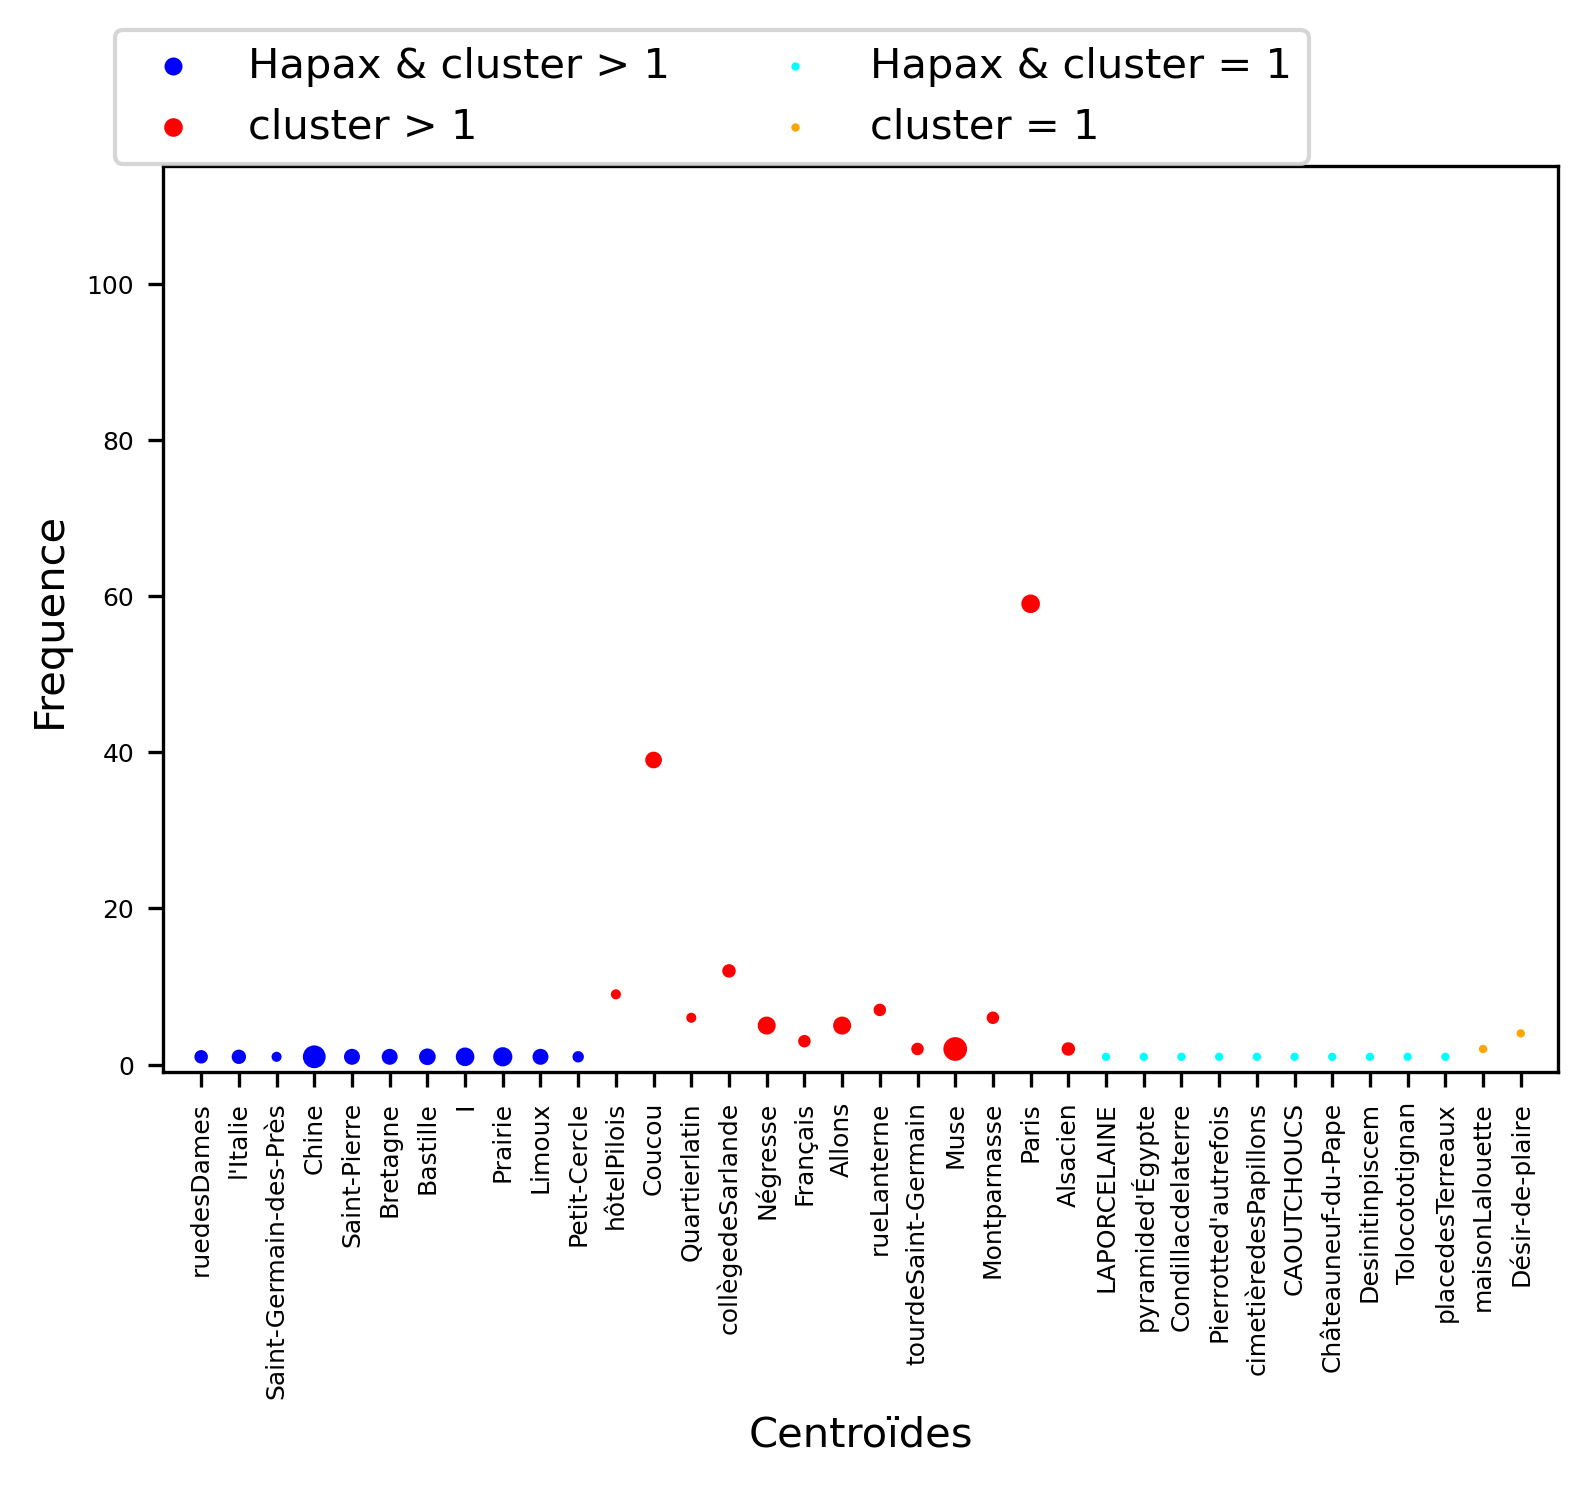 Hapax & cluster > 1
cluster > 1
Hapax & cluster = 1
cluster = 1
Frequence
100
80
60
40
20
0
ruedesDames
l'Italie
Saint-Germain-des-Près
Chine
Saint-Pierre
Bretagne
Bastille
I
Prairie
Limoux
Petit-Cercle
hôtelPilois
Coucou
Quartierlatin
collègedeSarlande
Négresse
Français
Allons
rueLanterne
tourdeSaint-Germain
Muse
Montparnasse
Paris
Alsacien
LAPORCELAINE
pyramided'Égypte
Condillacdelaterre
Pierrotted'autrefois
cimetièredesPapillons
CAOUTCHOUCS
Châteauneuf-du-Pape
Desinitinpiscem
Tolocototignan
placedesTerreaux
maisonLalouette
Désir-de-plaire
Centroïdes